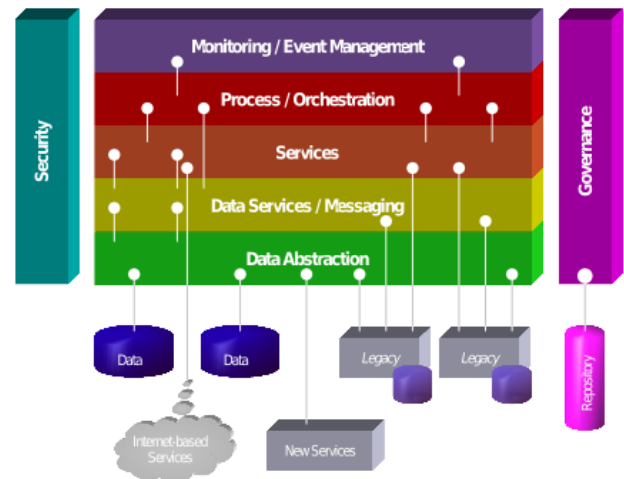 Monitoring / Event Management
Process / Orchestration
Services
Data Services / Messaging
Data Abstraction
Security
Governance
Data
Data
Legacy
Legacy
Repository
Internet-based
Services
New Services